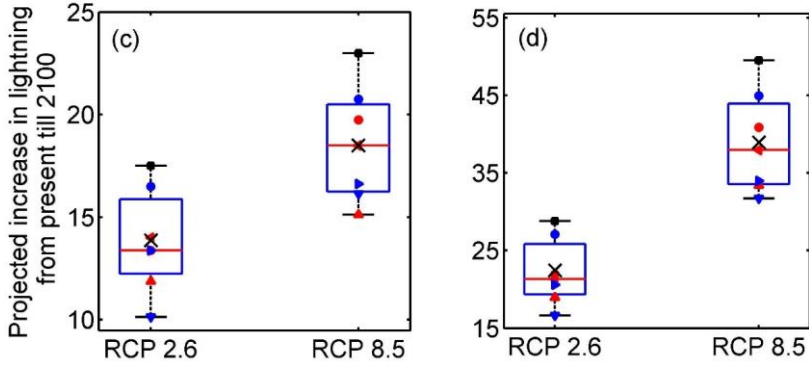 Projected increase in lightning
from present till 2100
(c)
25
20
15
10
RCP 2.6
RCP 8.5
(d)
55
45
35
25
15
RCP 2.6
RCP 8.5